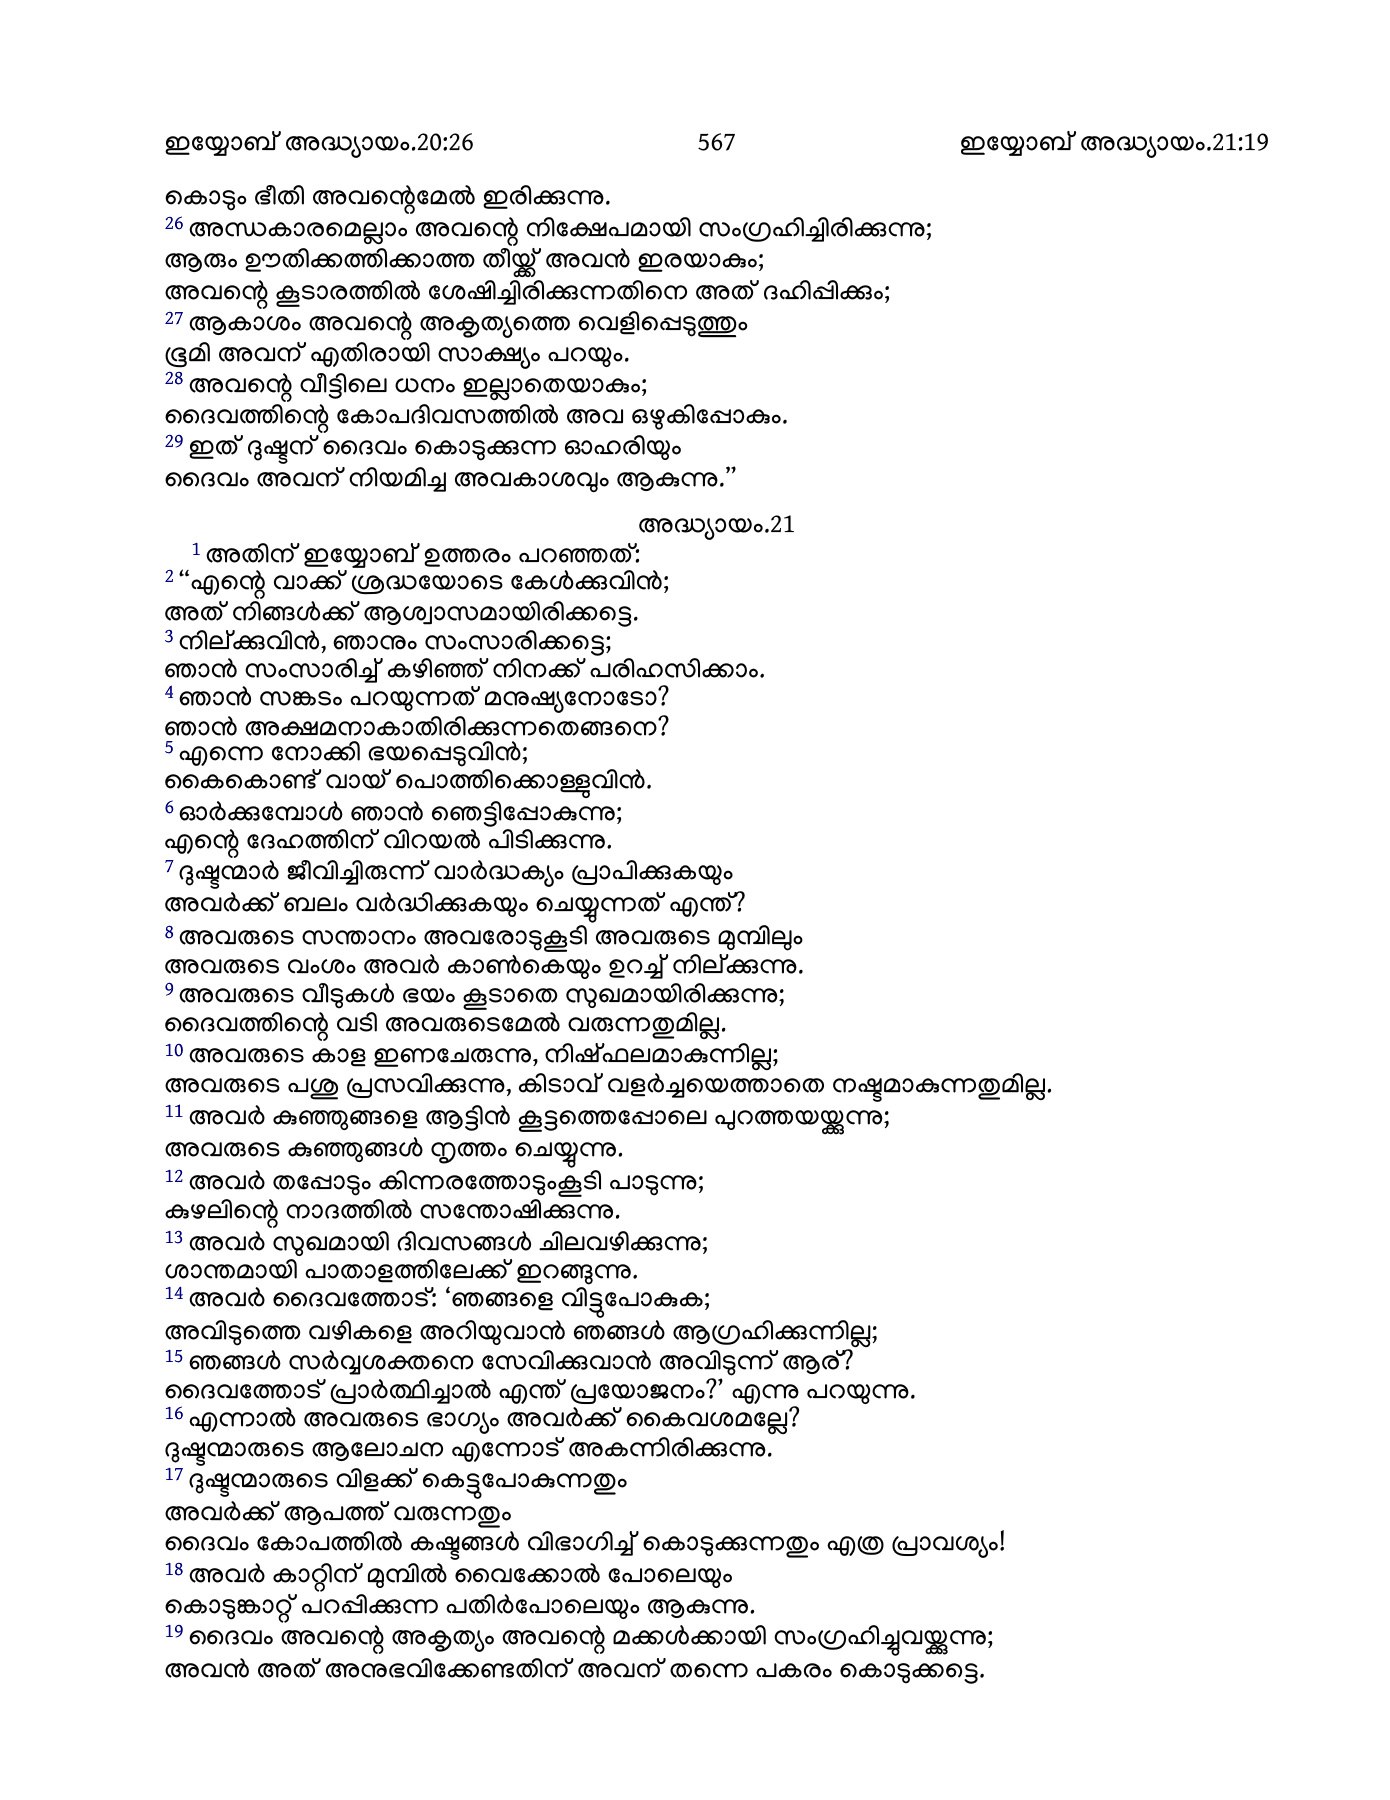 ഇയ്യോബ് അദ്ധ്യായം.20:26 567 ഇയ്യോബ് അദ്ധ്യായം.21:19
കൊടും ഭീതി അവന്റെമേൽ ഇരിക്കുന്നു.
26 അന്ധകാരമെല്ലാം അവന്റെ നിക്ഷേപമായി സംഗ്രഹിച്ചിരിക്കുന്നു;
ആരും ഊതിക്കത്തിക്കാത്ത തീയ്ക്ക് അവൻ ഇരയാകും;
അവന്റെ കൂടാരത്തിൽ ശേഷിച്ചിരിക്കുന്നതിനെ അത് ദഹിപ്പിക്കും;
27 ആകാശം അവന്റെ അകൃത്യത്തെ വെളിപ്പെടുത്തും
ഭൂമി അവന് എതിരായി സാക്ഷ്യം പറയും.
28 അവന്റെ വീട്ടിലെ ധനം ഇല്ലാതെയാകും;
ദൈവത്തിന്റെ കോപദിവസത്തിൽ അവ ഒഴുകിപ്പോകും.
29 ഇത് ദുഷ്ടന് ദൈവം കൊടുക്കുന്ന ഓഹരിയും
ദൈവം അവന് നിയമിച്ച അവകാശവും ആകുന്നു.”
അദ്ധ്യായം.21
1 അതിന് ഇയ്യോബ് ഉത്തരം പറഞ്ഞത്:
2 “എന്റെ വാക്ക് ശ്രദ്ധയോടെ കേൾക്കുവിൻ;
അത് നിങ്ങൾക്ക് ആശ്വാസമായിരിക്കട്ടെ.
3 നില്ക്കുവിൻ, ഞാനും സംസാരിക്കട്ടെ;
ഞാൻ സംസാരിച്ച് കഴിഞ്ഞ് നിനക്ക് പരിഹസിക്കാം.
4 ഞാൻ സങ്കടം പറയുന്നത് മനുഷ്യനോടോ?
ഞാൻ അക്ഷമനാകാതിരിക്കുന്നതെങ്ങനെ?
5 എന്നെ നോക്കി ഭയപ്പെടുവിൻ;
കൈകൊണ്ട് വായ് പൊത്തിക്കൊള്ളുവിൻ.
6 ഓർക്കുമ്പോൾ ഞാൻ ഞെട്ടിപ്പോകുന്നു;
എന്റെ ദേഹത്തിന് വിറയൽ പിടിക്കുന്നു.
7 ദുഷ്ടന്മാർ ജീവിച്ചിരുന്ന് വാർദ്ധക്യം പ്രാപിക്കുകയും
അവർക്ക് ബലം വർദ്ധിക്കുകയും ചെയ്യുന്നത് എന്ത്?
8 അവരുടെ സന്താനം അവരോടുകൂടി അവരുടെ മുമ്പിലും
അവരുടെ വംശം അവർ കാൺകെയും ഉറച്ച് നില്ക്കുന്നു.
9 അവരുടെ വീടുകൾ ഭയം കൂടാതെ സുഖമായിരിക്കുന്നു;
ദൈവത്തിന്റെ വടി അവരുടെമേൽ വരുന്നതുമില്ല.
10 അവരുടെ കാള ഇണചേരുന്നു, നിഷ്ഫലമാകുന്നില്ല;
അവരുടെ പശു പ്രസവിക്കുന്നു, കിടാവ് വളർച്ചയെത്താതെ നഷ്ടമാകുന്നതുമില്ല.
11 അവർ കുഞ്ഞുങ്ങളെ ആട്ടിൻ കൂട്ടത്തെപ്പോലെ പുറത്തയയ്ക്കുന്നു;
അവരുടെ കുഞ്ഞുങ്ങൾ നൃത്തം ചെയ്യുന്നു.
12 അവർ തപ്പോടും കിന്നരത്തോടുംകൂടി പാടുന്നു;
കുഴലിന്റെ നാദത്തിൽ സന്തോഷിക്കുന്നു.
13 അവർ സുഖമായി ദിവസങ്ങൾ ചിലവഴിക്കുന്നു;
ശാന്തമായി പാതാളത്തിലേക്ക് ഇറങ്ങുന്നു.
14 അവർ ദൈവത്തോട്: ‘ഞങ്ങളെ വിട്ടുപോകുക;
അവിടുത്തെ വഴികളെ അറിയുവാൻ ഞങ്ങൾ ആഗ്രഹിക്കുന്നില്ല;
15 ഞങ്ങൾ സർവ്വശക്തനെ സേവിക്കുവാൻ അവിടുന്ന് ആര്?
ദൈവത്തോട് പ്രാർത്ഥിച്ചാൽ എന്ത് പ്രയോജനം?’ എന്നു പറയുന്നു.
16 എന്നാൽ അവരുടെ ഭാഗ്യം അവർക്ക് കൈവശമല്ലേ?
ദുഷ്ടന്മാരുടെ ആലോചന എന്നോട് അകന്നിരിക്കുന്നു.
17 ദുഷ്ടന്മാരുടെ വിളക്ക് കെട്ടുപോകുന്നതും
അവർക്ക് ആപത്ത് വരുന്നതും
ദൈവം കോപത്തിൽ കഷ്ടങ്ങൾ വിഭാഗിച്ച് കൊടുക്കുന്നതും എത്ര പ്രാവശ്യം!
18 അവർ കാറ്റിന് മുമ്പിൽ വൈക്കോൽ പോലെയും
കൊടുങ്കാറ്റ് പറപ്പിക്കുന്ന പതിർപോലെയും ആകുന്നു.
19 ദൈവം അവന്റെ അകൃത്യം അവന്റെ മക്കൾക്കായി സംഗ്രഹിച്ചുവയ്ക്കുന്നു;
അവൻ അത് അനുഭവിക്കേണ്ടതിന് അവന് തന്നെ പകരം കൊടുക്കട്ടെ.